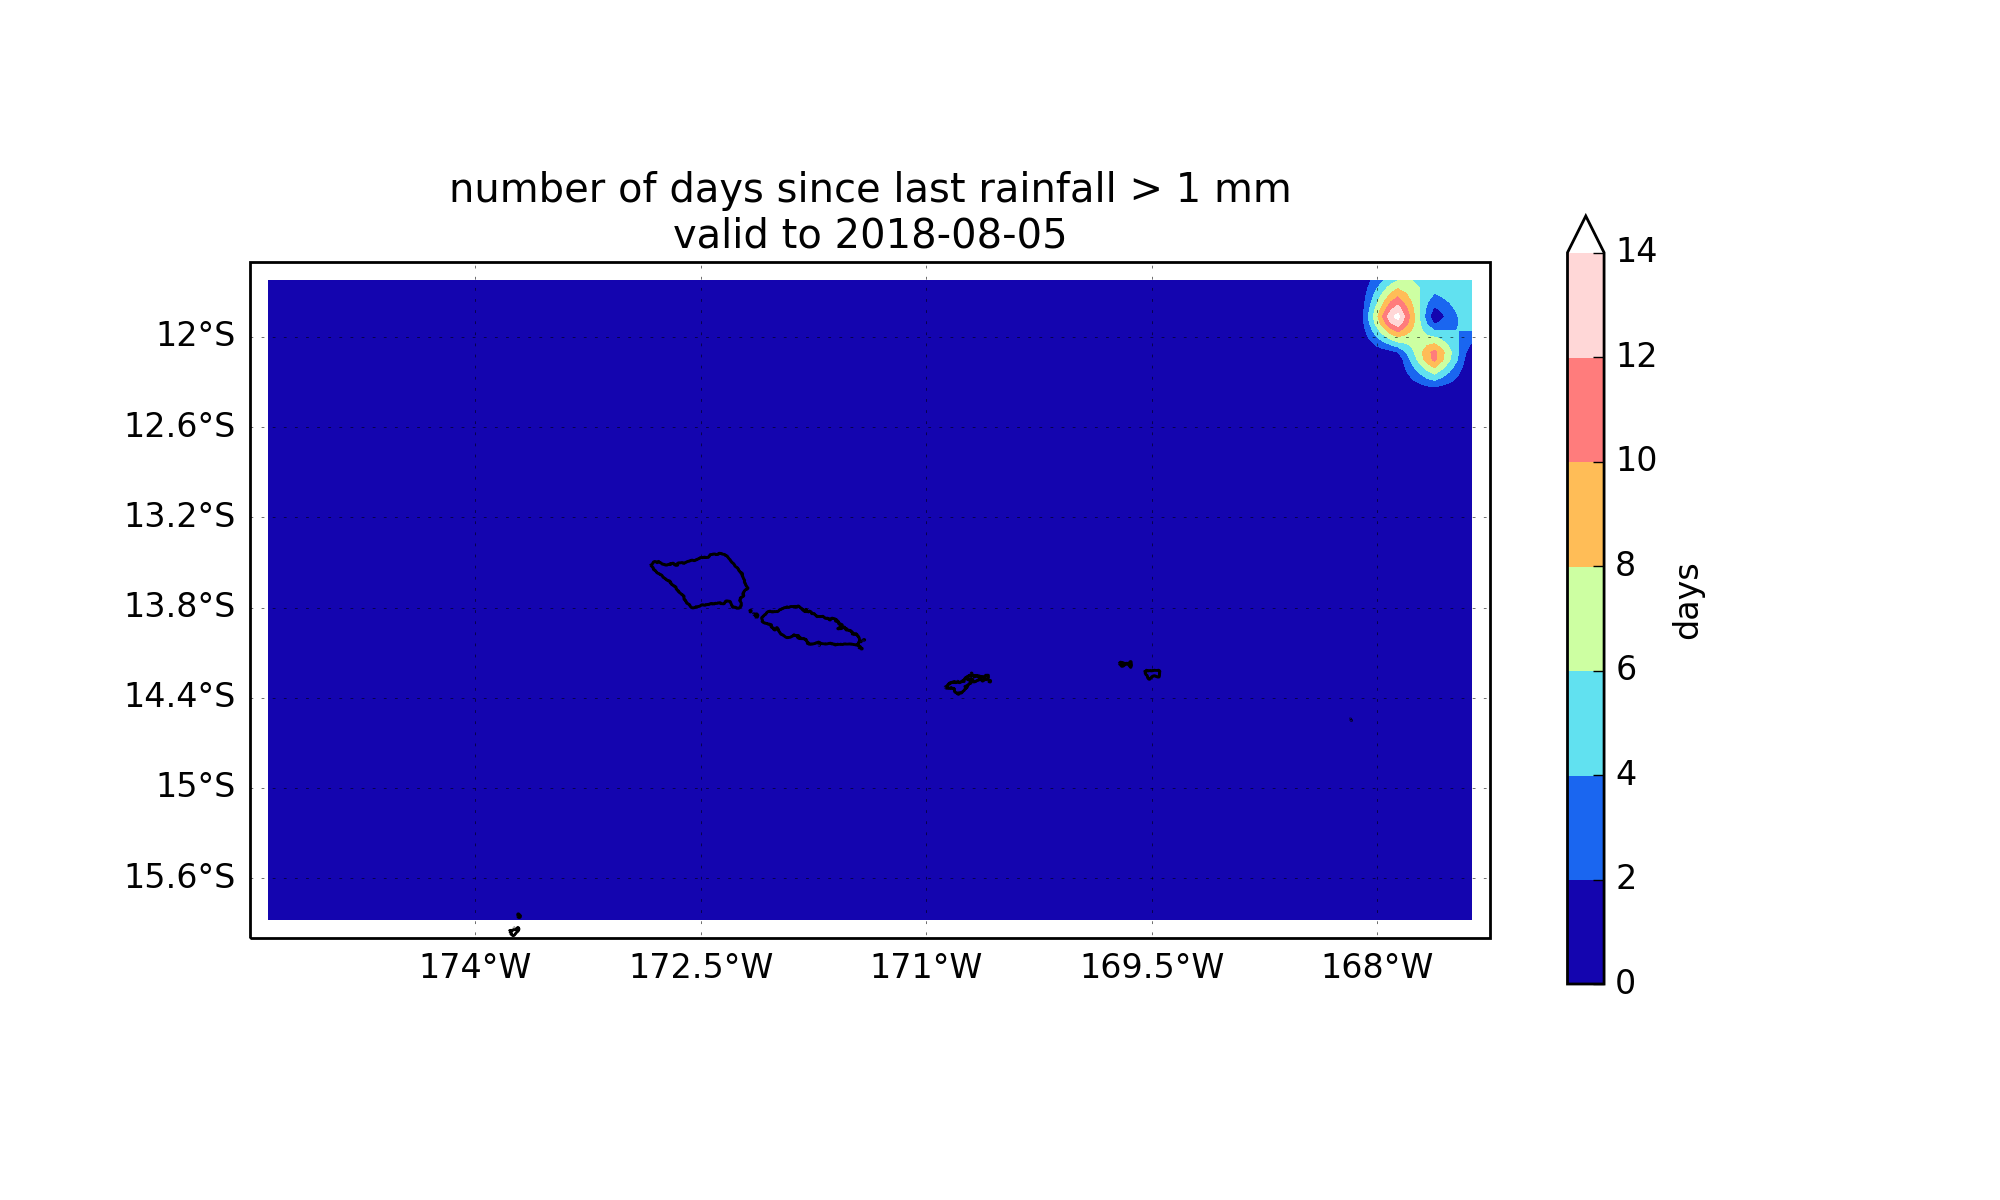 number of days since last rainfall > 1 mm
valid to 2018-08-05
12°S
12.6°S
13.2°S
13.8°S
14.4°S
15°S
15.6°S
174°W
172.5°W
171°W
169.5°W
168°W
14
12
10
8
6
4
2
0
days